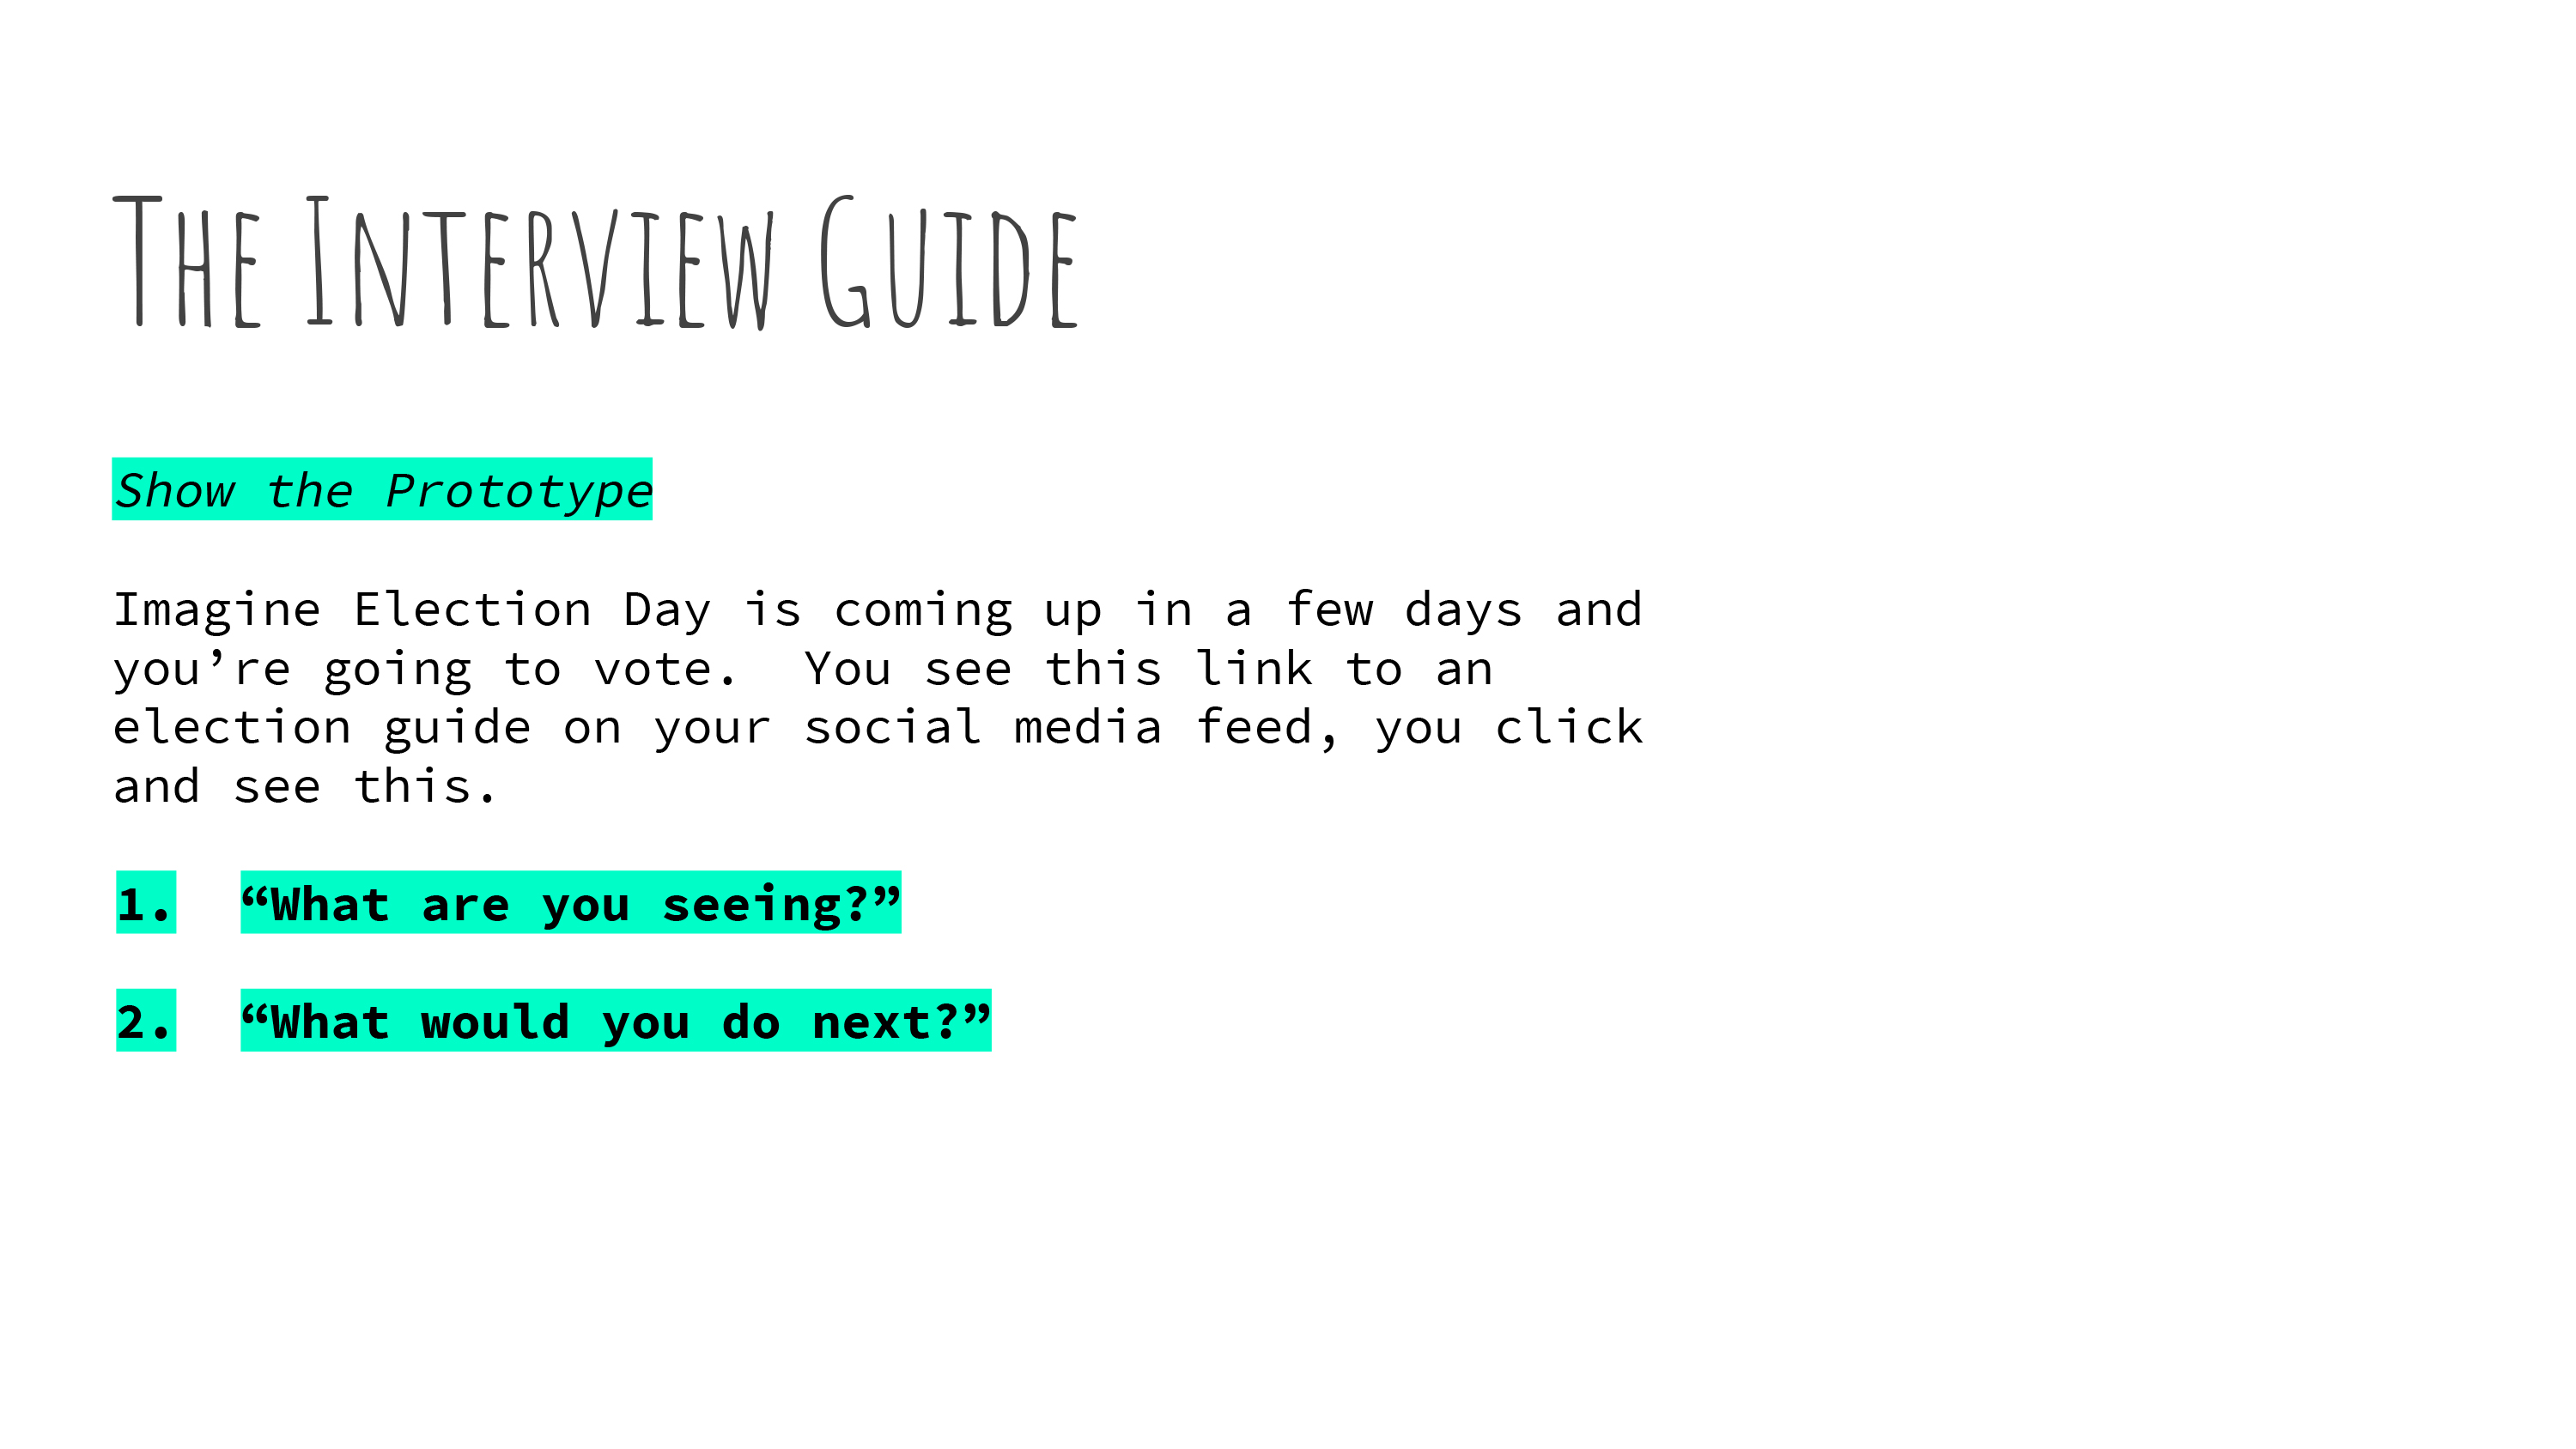 The Interview Guide
Show the Prototype
Imagine Election Day is coming up in a few days and
you’re going to vote.  You see this link to an
election guide on your social media feed, you click
and see this.
1. “What are you seeing?”
2. “What would you do next?”